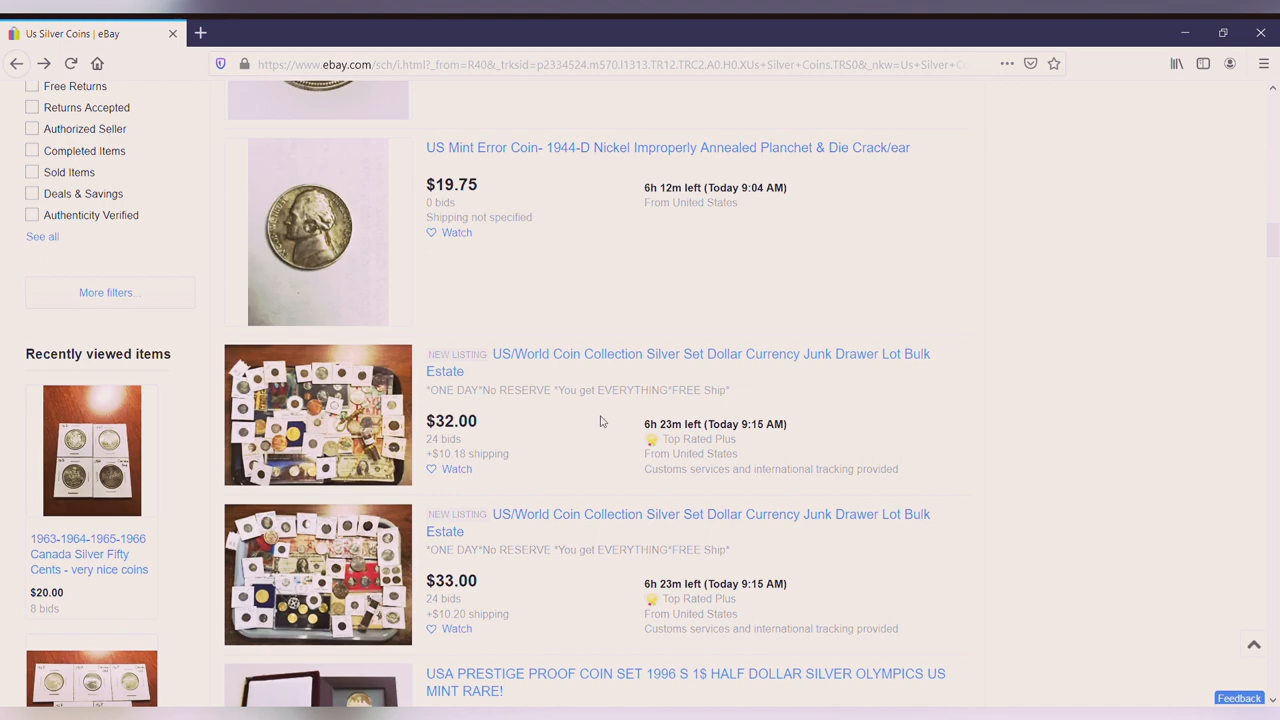 Us Silver Coins | eBay
https://www.ebay.com/sch/i.html?_from=R40&_trksid=p2334524.m570.l1313.TR12.TRC2.A0.H0.XUs+Silver+Coins.TRS0&_nkw=Us+Silver+C
Free Returns
Returns Accepted
Authorized Seller
Completed Items
Sold Items
Deals & Savings
Authenticity Verified
See all
More filters...
Recently viewed items
1963-1964-1965-1966
Canada Silver Fifty
Cents - very nice coins
$20.00
8 bids
US Mint Error Coin- 1944-D Nickel Improperly Annealed Planchet & Die Crack/ear
$19.75
6h 12m left (Today 9:04 AM)
0 bids
From United States
Shipping not specified
Watch
NEW LISTING US/World Coin Collection Silver Set Dollar Currency Junk Drawer Lot Bulk
Estate
*ONE DAY*No RESERVE *You get EVERYTHING*FREE Ship*
$32.00
6h 23m left (Today 9:15 AM)
24 bids
Top Rated Plus
+$10.18 shipping
From United States
Watch
Customs services and international tracking provided
NEW LISTING US/World Coin Collection Silver Set Dollar Currency Junk Drawer Lot Bulk
Estate
*ONE DAY*No RESERVE *You get EVERYTHING*FREE Ship*
$33.00
6h 23m left (Today 9:15 AM)
24 bids
Top Rated Plus
+$10.20 shipping
From United States
Watch
Customs services and international tracking provided
USA PRESTIGE PROOF COIN SET 1996 S 1$ HALF DOLLAR SILVER OLYMPICS US
MINT RARE!
Feedback